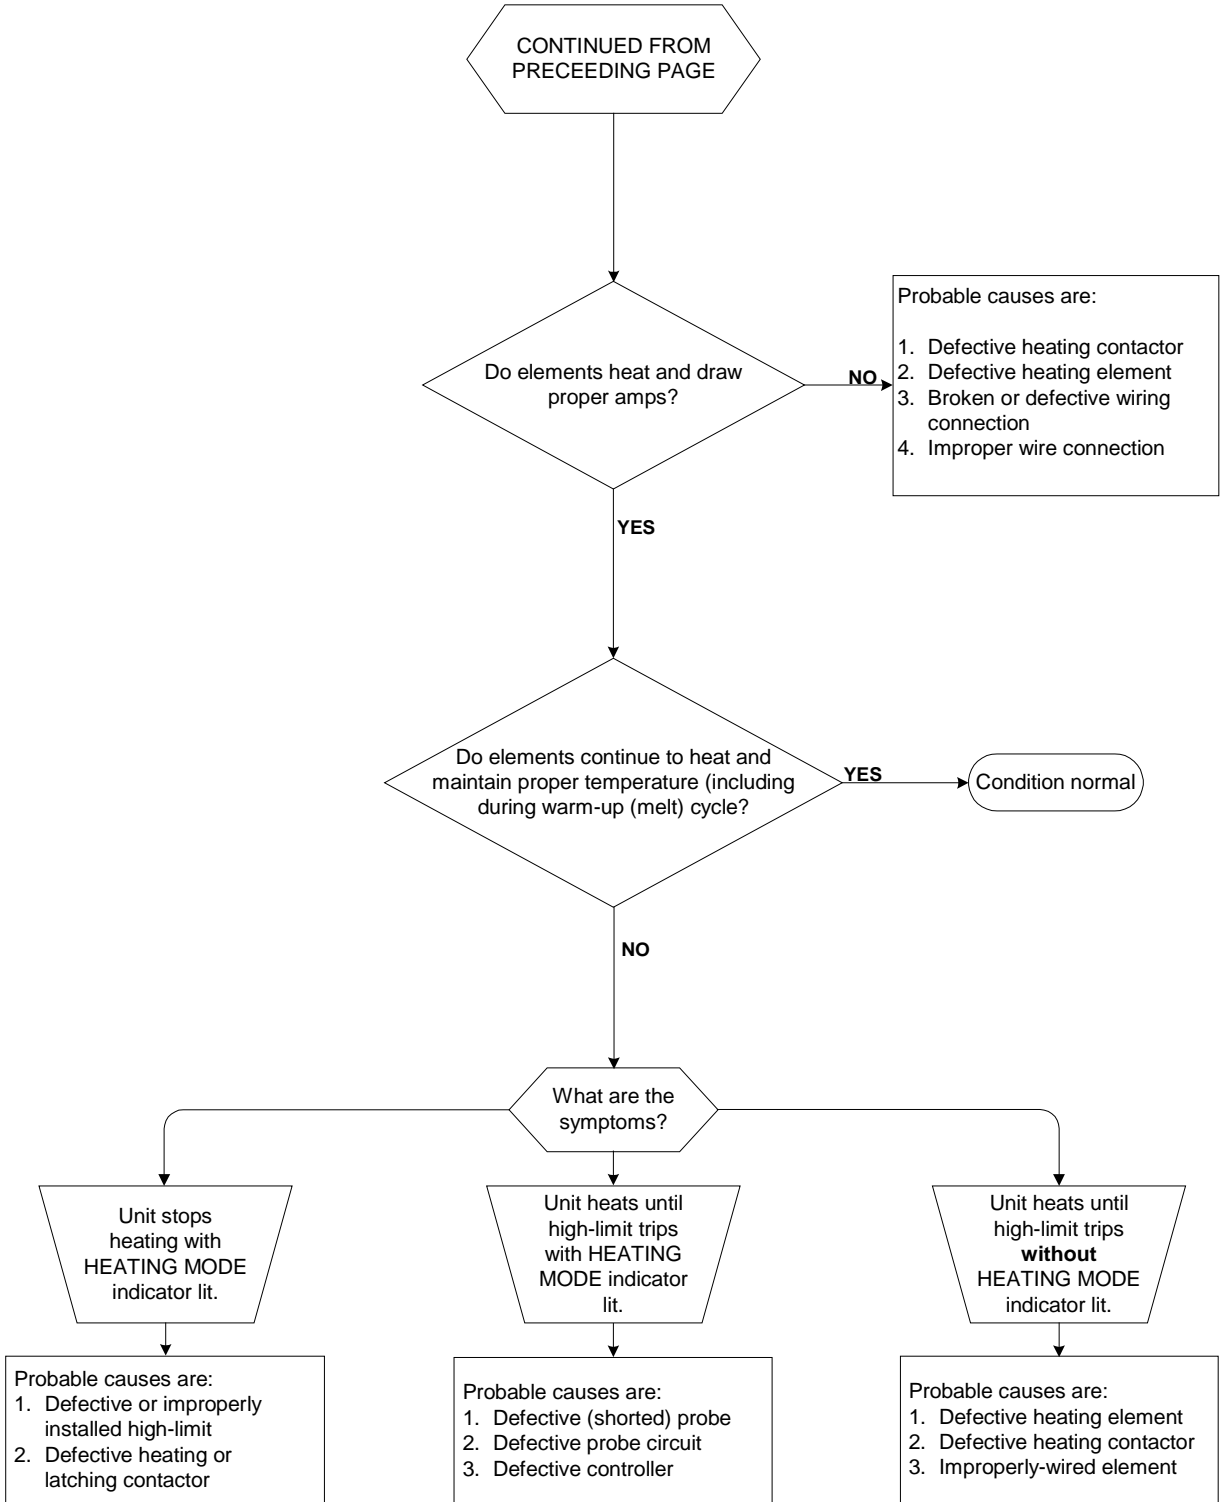 CONTINUED FROM
PRECEEDING PAGE
Do elements heat and draw
proper amps?
NO
Probable causes are:
1. Defective heating contactor
2. Defective heating element
3. Broken or defective wiring
connection
4. Improper wire connection
YES
Do elements continue to heat and
maintain proper temperature (including
during warm-up (melt) cycle?
YES
Condition normal
NO
What are the
symptoms?
Unit stops
heating with
HEATING MODE
indicator lit.
Unit heats until
high-limit trips
with HEATING
MODE indicator
lit.
Unit heats until
high-limit trips
without
HEATING MODE
indicator lit.
Probable causes are:
1. Defective or improperly
installed high-limit
2. Defective heating or
latching contactor
Probable causes are:
1. Defective (shorted) probe
2. Defective probe circuit
3. Defective controller
Probable causes are:
1. Defective heating element
2. Defective heating contactor
3. Improperly-wired element